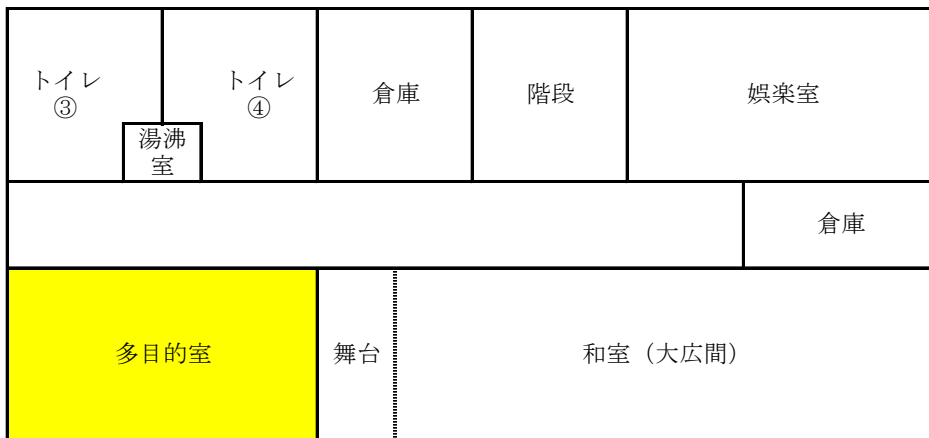 トイレ
③
トイレ
④
湯沸
室
倉庫
階段
娯楽室
倉庫
多目的室
舞台
和室（大広間）